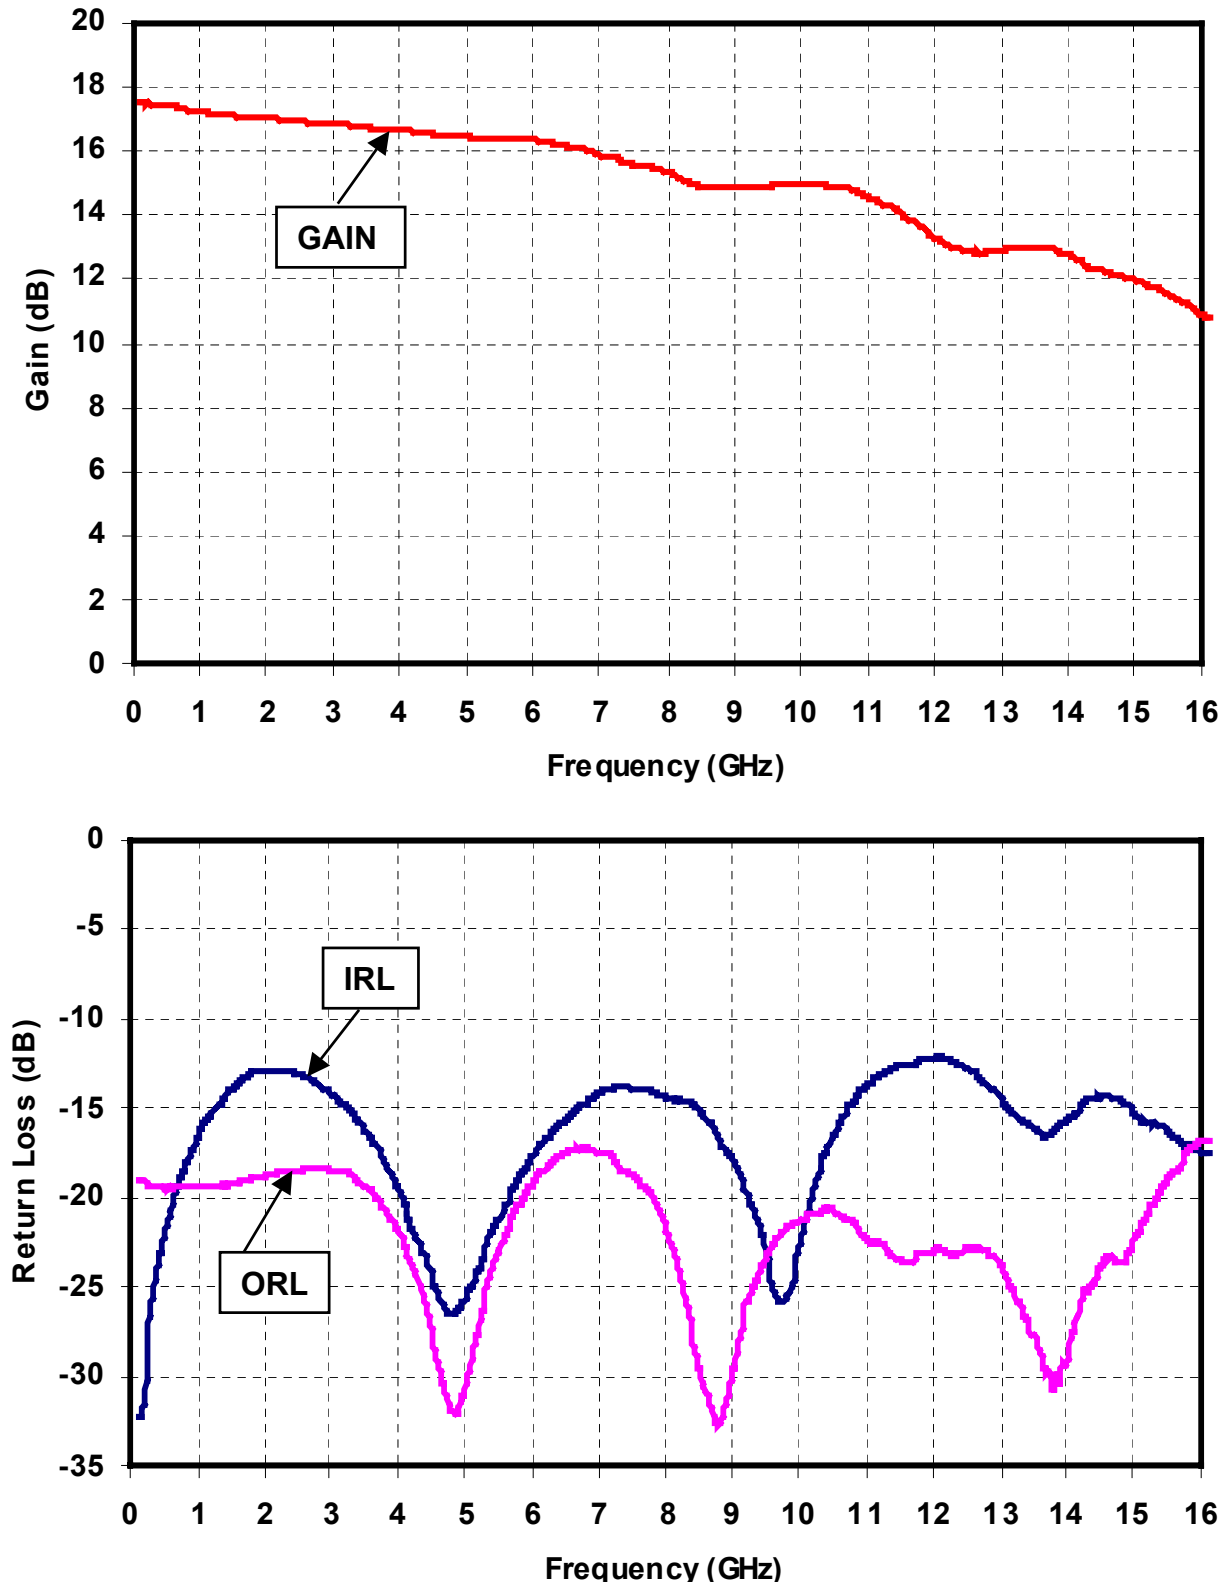 20
18
16
14
12
10
8
6
4
2
0
Gain (dB)
GAIN
0 1 2 3 4 5 6 7 8 9 10 11 12 13 14 15 16
Frequency (GHz)
0
-5
-10
-15
-20
-25
-30
-35
Return Loss (dB)
IRL
ORL
0 1 2 3 4 5 6 7 8 9 10 11 12 13 14 15 16
Frequency (GHz)